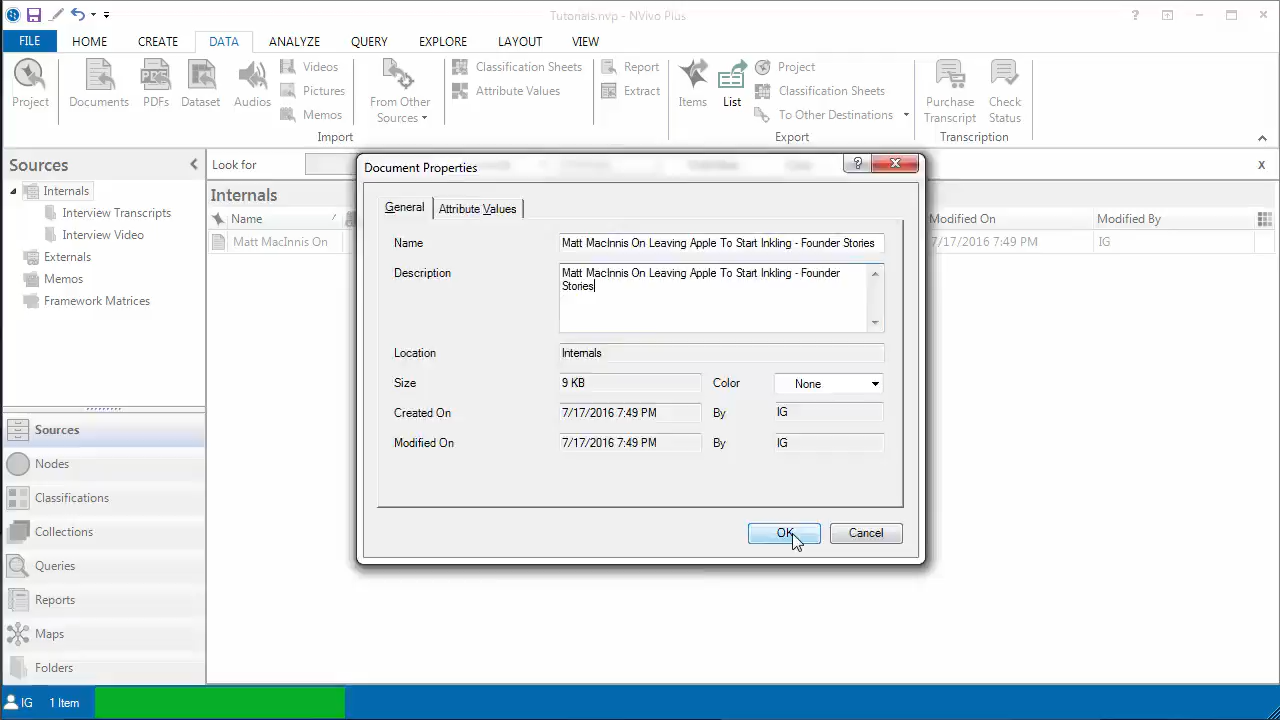 Tutorials.nvp - NVivo Plus
?
FILE HOME CREATE DATA ANALYZE QUERY EXPLORE LAYOUT VIEW
Project
Documents
PDFs
Dataset
Audios
Videos
Pictures
Memos
From Other
Sources
Import
Classification Sheets
Attribute Values
Report
Extract
Items
List
Project
Classification Sheets
To Other Destinations
Export
Purchase
Transcript
Check
Status
Transcription
Sources
Internals
Interview Transcripts
Interview Video
Externals
Memos
Framework Matrices
Sources
Nodes
Classifications
Collections
Queries
Reports
Maps
Folders
Look for
x
Internals
Name Modified On Modified By
Matt MacInnis On 7/17/2016 7:49 PM IG
Document Properties
?
General Attribute Values
Name Matt MacInnis On Leaving Apple To Start Inkling - Founder Stories
Description Matt MacInnis On Leaving Apple To Start Inkling - Founder
Stories
Location Internals
Size 9 KB Color None
Created On 7/17/2016 7:49 PM By IG
Modified On 7/17/2016 7:49 PM By IG
OK Cancel
IG 1 Item